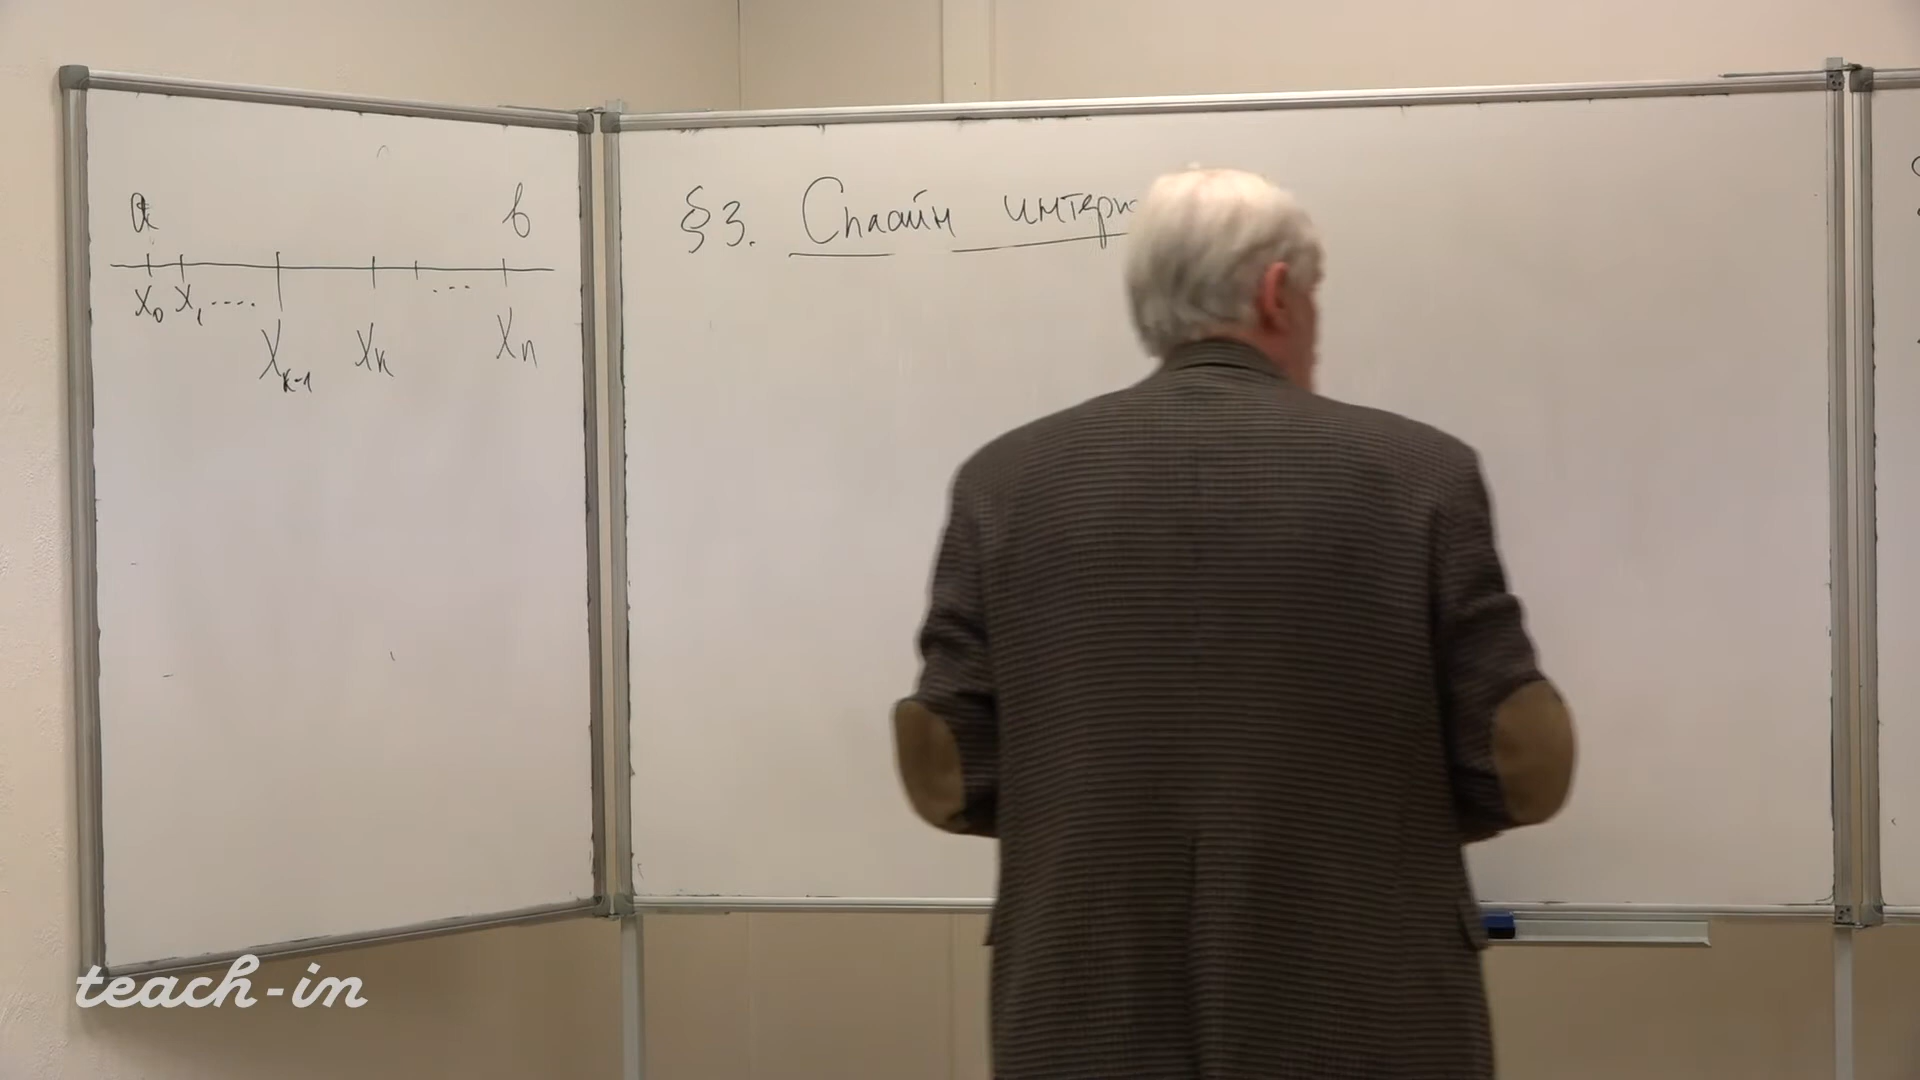 a b
x₀ x₁ .... ...
xₖ₋₁ xₖ xₙ
§3. Сплайн интерп
teach-in